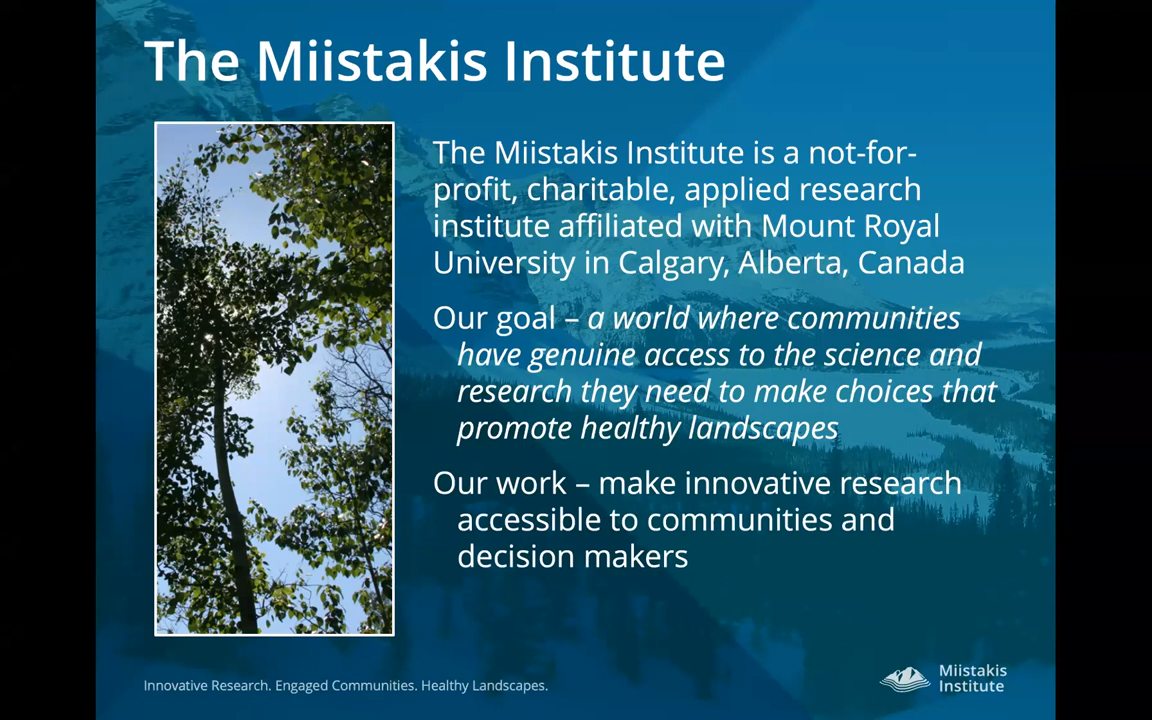 The Miistakis Institute
The Miistakis Institute is a not-for-
profit, charitable, applied research
institute affiliated with Mount Royal
University in Calgary, Alberta, Canada
Our goal – a world where communities
have genuine access to the science and
research they need to make choices that
promote healthy landscapes
Our work – make innovative research
accessible to communities and
decision makers
Innovative Research. Engaged Communities. Healthy Landscapes.
Miistakis
Institute